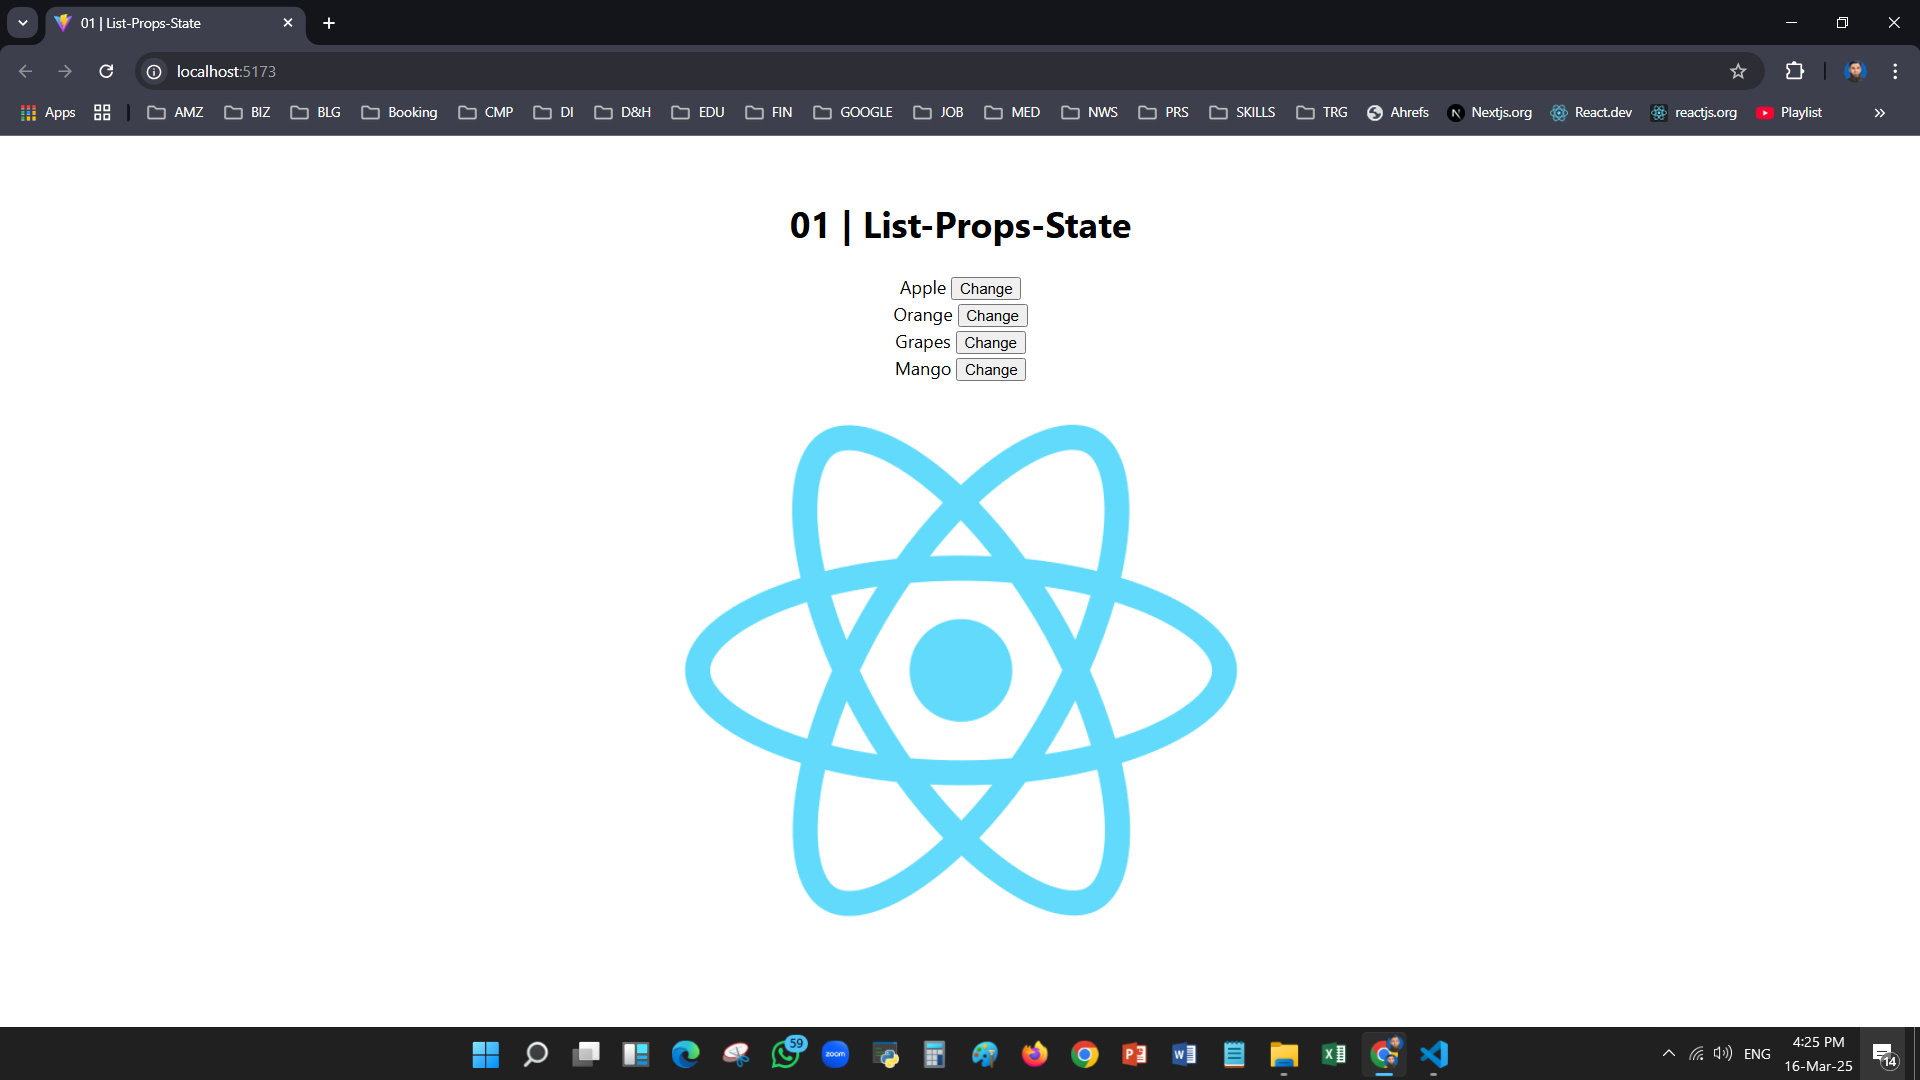 01 | List-Props-State
localhost:5173
Apps AMZ BIZ BLG Booking CMP DI D&H EDU FIN GOOGLE JOB MED NWS PRS SKILLS TRG Ahrefs Nextjs.org React.dev reactjs.org Playlist
01 | List-Props-State
Apple Change
Orange Change
Grapes Change
Mango Change
59
zoom
ENG
4:25 PM
16-Mar-25
14